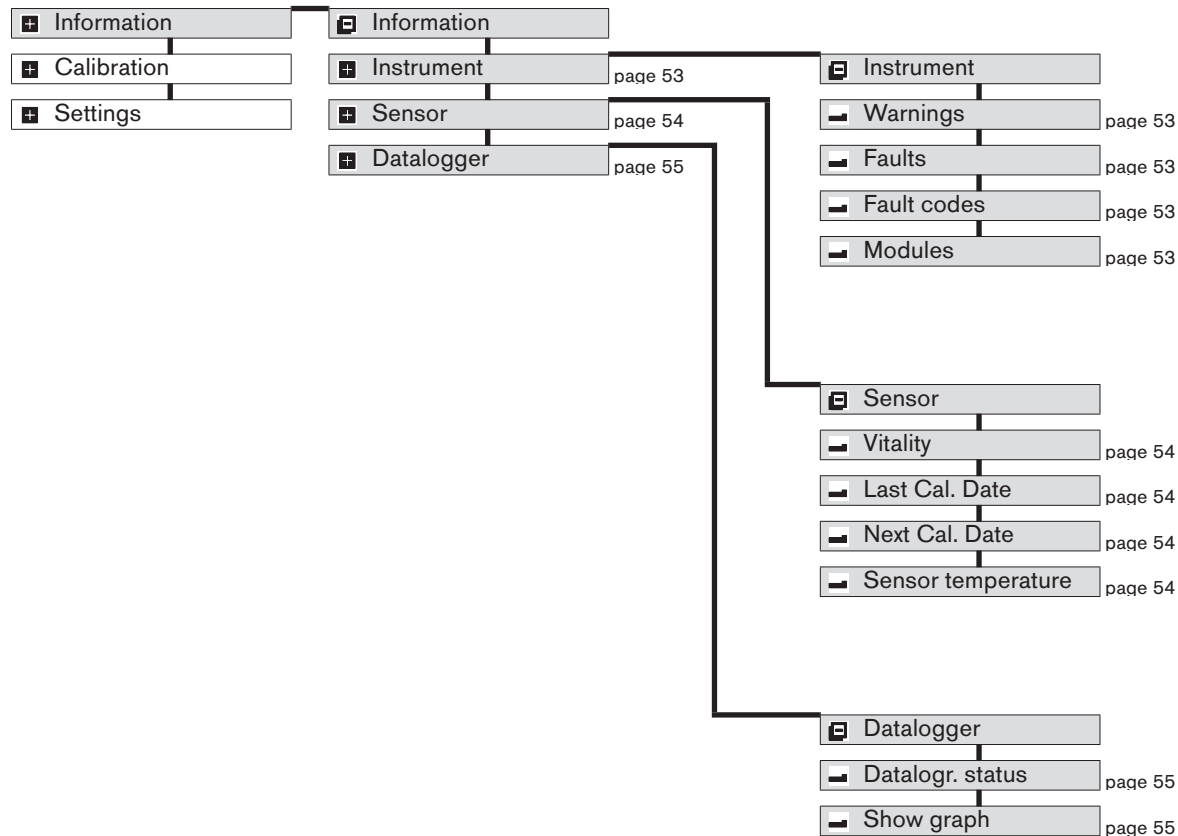 Information
Calibration
Settings
Information
Instrument page 53
Sensor page 54
Datalogger page 55
Instrument
Warnings page 53
Faults page 53
Fault codes page 53
Modules page 53
Sensor
Vitality page 54
Last Cal. Date page 54
Next Cal. Date page 54
Sensor temperature page 54
Datalogger
Datalogr. status page 55
Show graph page 55